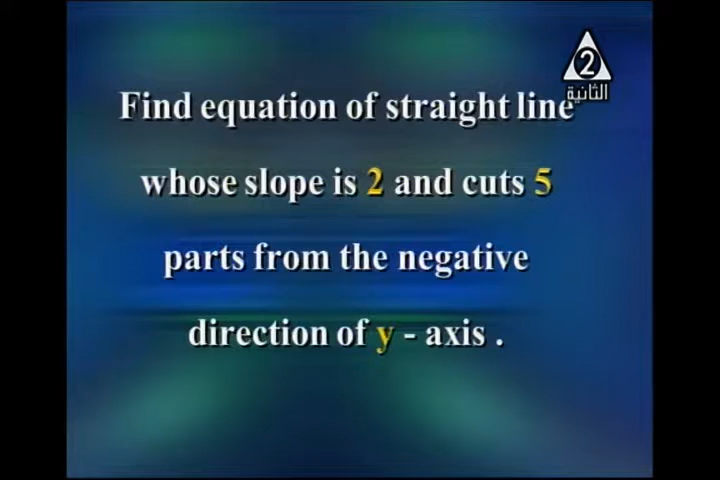 2
الثانية
Find equation of straight line
whose slope is 2 and cuts 5
parts from the negative
direction of y - axis .